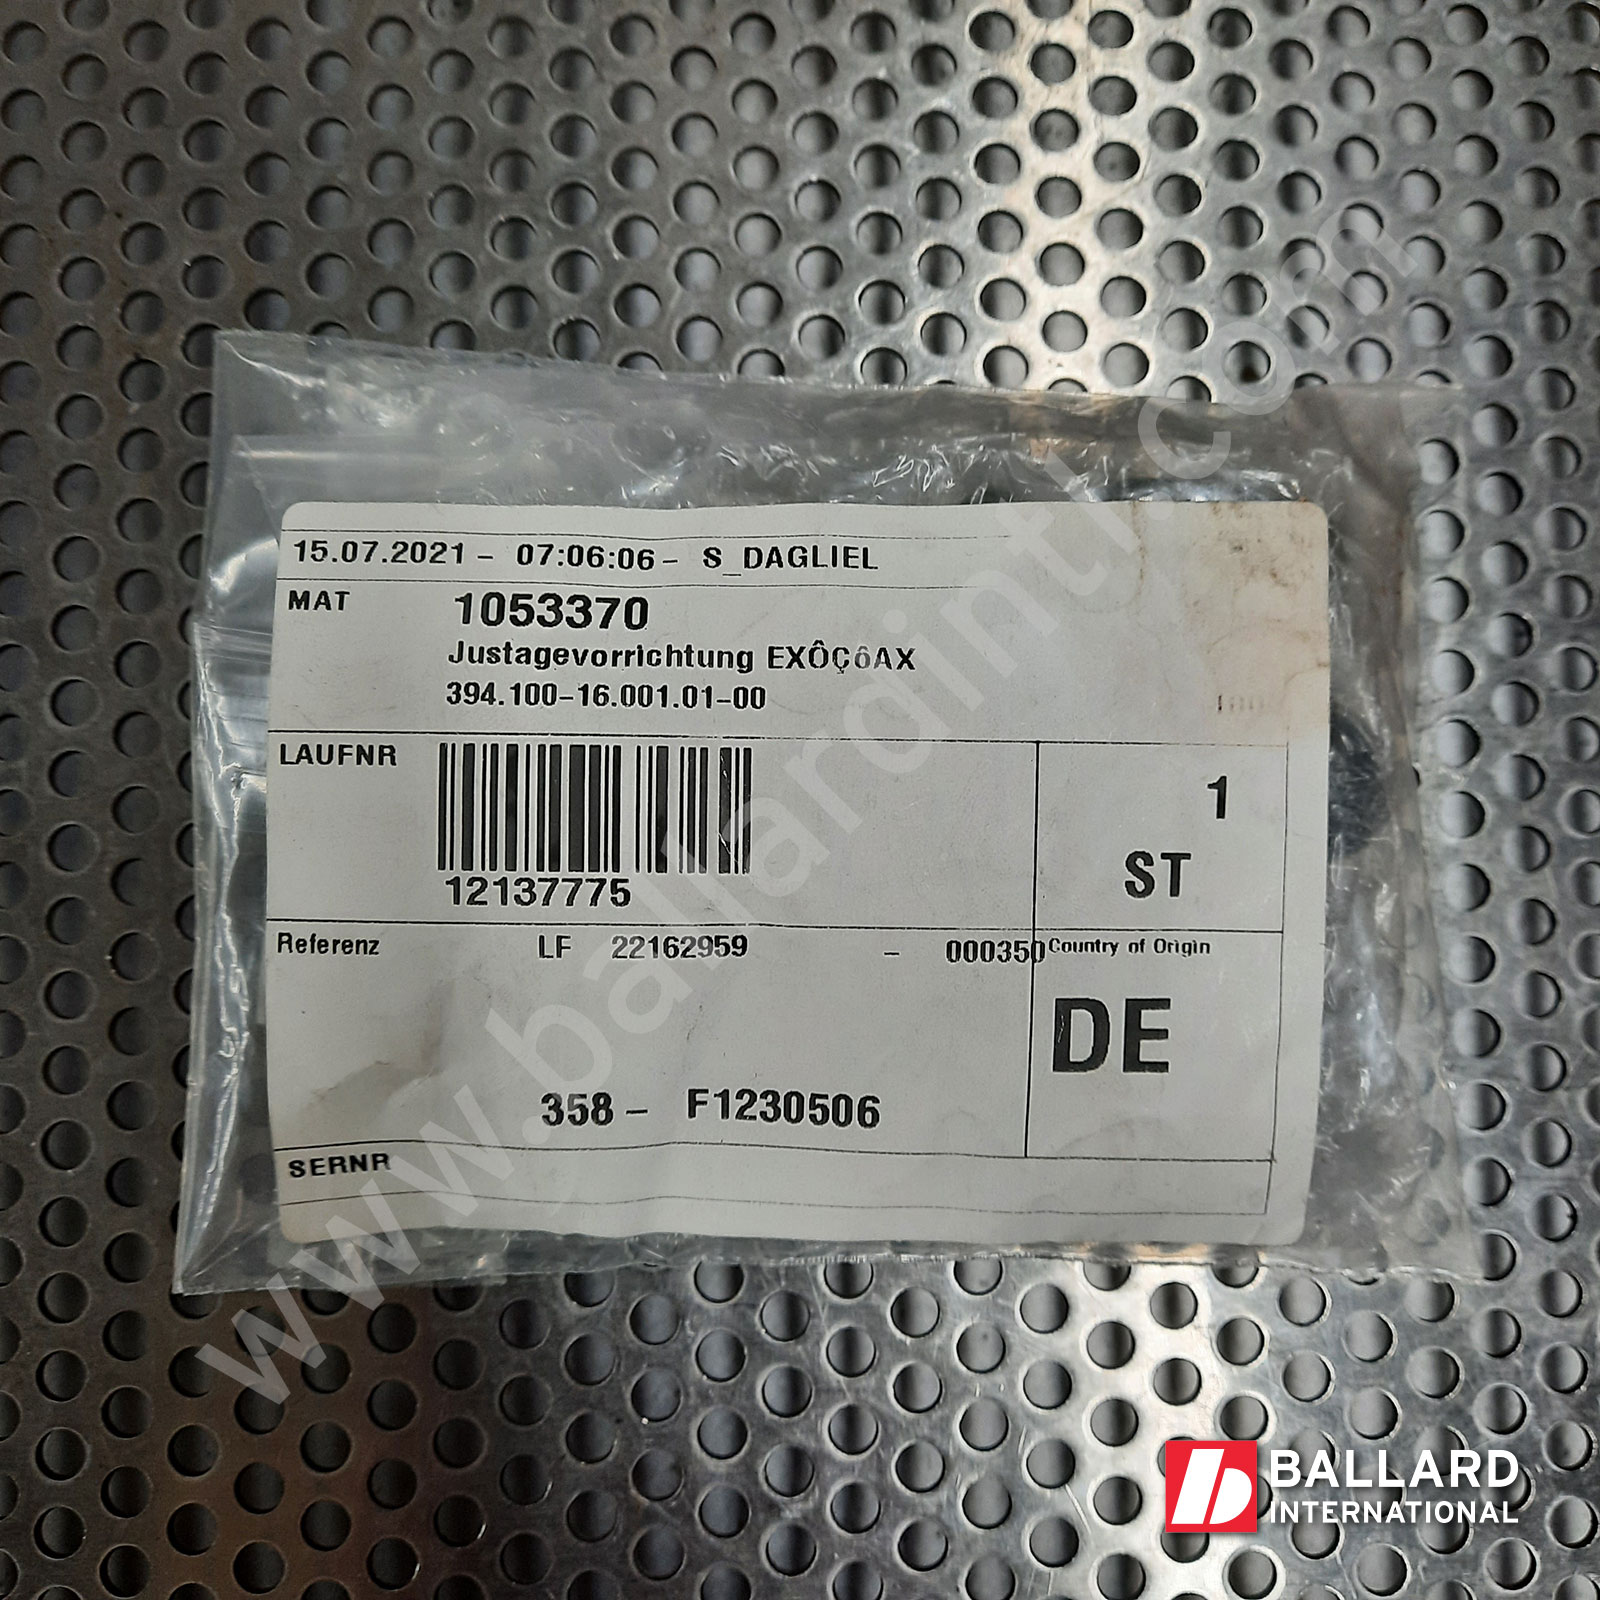 15.07.2021 - 07:06:06 - S_DAGLIEL
MAT 1053370
Justagevorrichtung EXÔÇôAX
394.100-16.001.01-00
LAUFNR
12137775
1
ST
Referenz LF 22162959 - 000350
Country of Origin
DE
358 - F1230506
SERNR
www.ballardintl.com
BALLARD
INTERNATIONAL